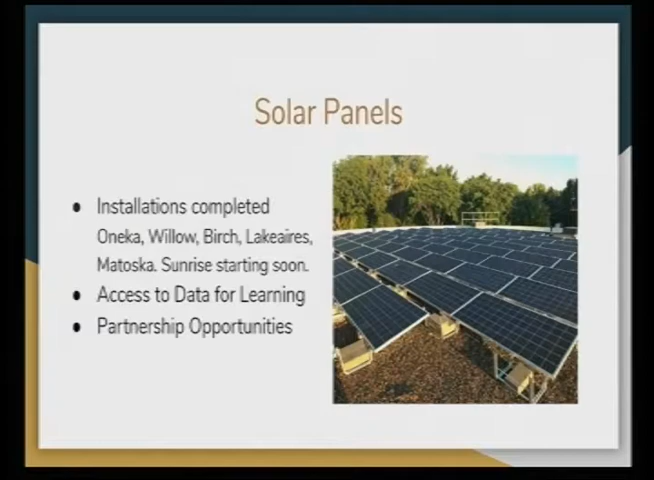 Solar Panels
● Installations completed
Oneka, Willow, Birch, Lakeaires,
Matoska. Sunrise starting soon.
● Access to Data for Learning
● Partnership Opportunities